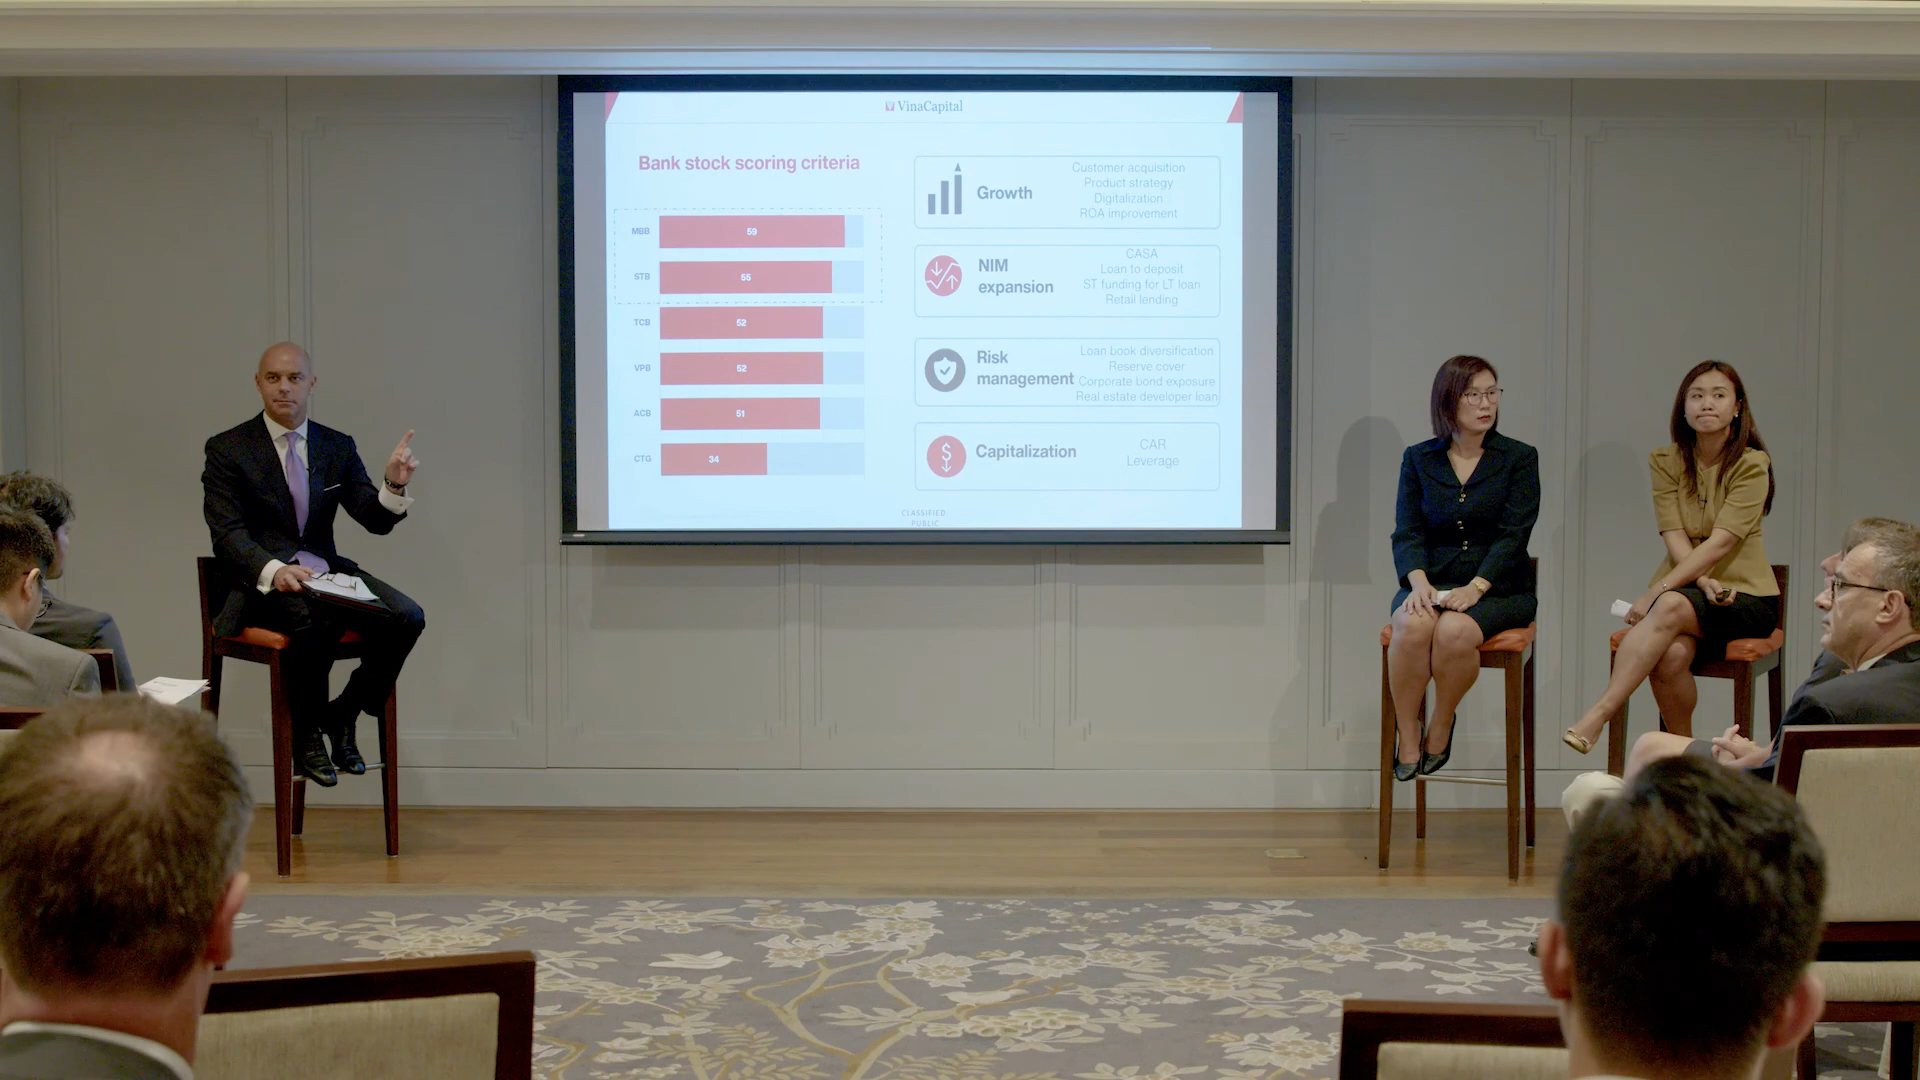 VinaCapital
Bank stock scoring criteria
MBB 59
STB 55
TCB 52
VPB 52
ACB 51
CTG 34
Growth
Customer acquisition
Product strategy
Digitalization
ROA improvement
NIM
expansion
CASA
Loan to deposit
ST funding for LT loan
Retail lending
Risk
management
Loan book diversification
Reserve cover
Corporate bond exposure
Real estate developer loan
Capitalization
CAR
Leverage
CLASSIFIED
PUBLIC